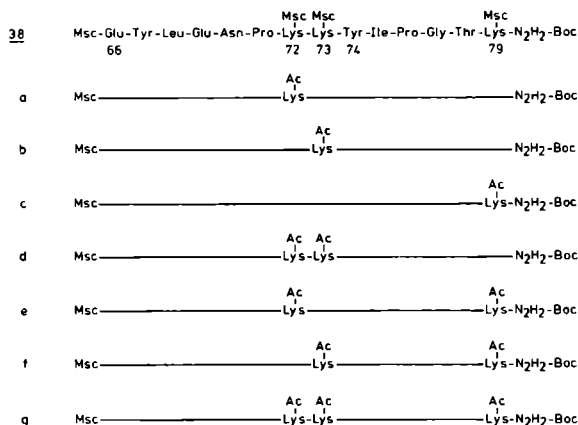 Msc Msc Msc
38 Msc-Glu-Tyr-Leu-Glu-Asn-Pro-Lys-Lys-Tyr-Ile-Pro-Gly-Thr-Lys-N2H2-Boc
66 72 73 74 79
Ac
a Msc Lys N2H2-Boc
Ac
b Msc Lys N2H2-Boc
Ac
c Msc Lys-N2H2-Boc
Ac Ac
d Msc Lys-Lys N2H2-Boc
Ac Ac
e Msc Lys Lys-N2H2-Boc
Ac Ac
f Msc Lys Lys-N2H2-Boc
Ac Ac Ac
g Msc Lys-Lys Lys-N2H2-Boc